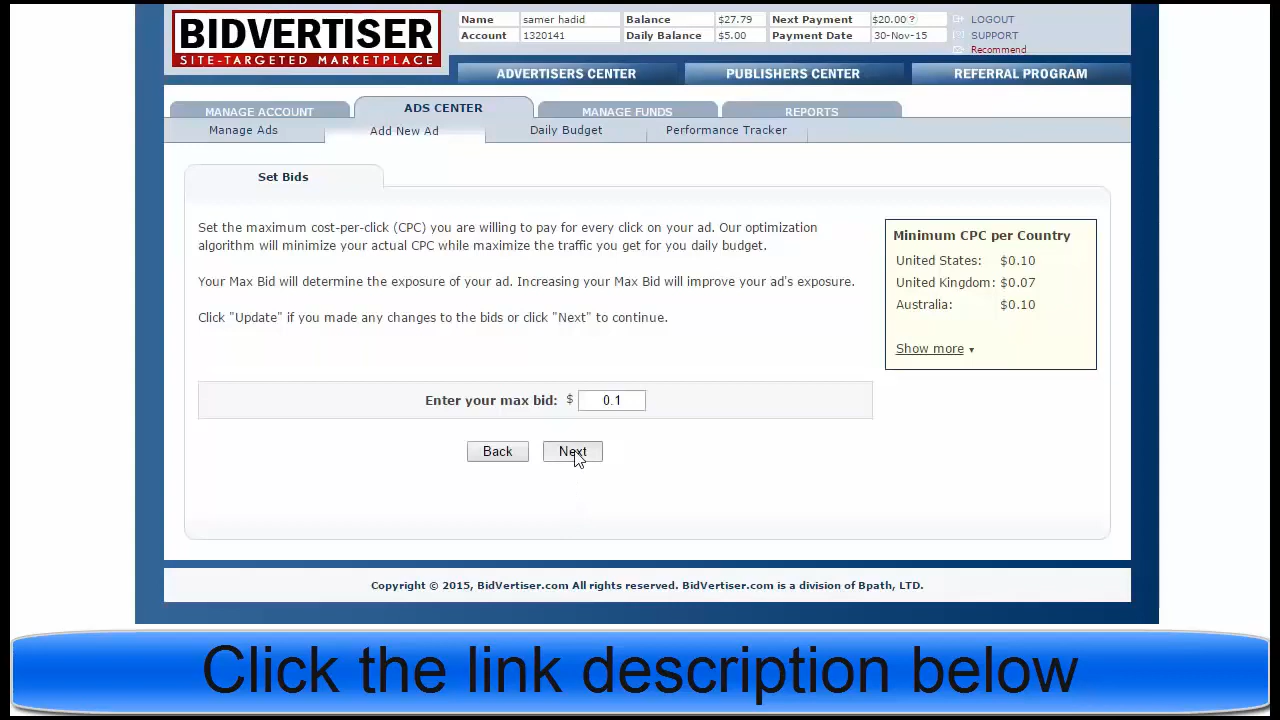 BIDVERTISER
SITE-TARGETED MARKETPLACE
Name samer hadid Balance $27.79 Next Payment $20.00 ? LOGOUT
Account 1320141 Daily Balance $5.00 Payment Date 30-Nov-15 SUPPORT
Recommend
ADVERTISERS CENTER PUBLISHERS CENTER REFERRAL PROGRAM
MANAGE ACCOUNT ADS CENTER MANAGE FUNDS REPORTS
Manage Ads Add New Ad Daily Budget Performance Tracker
Set Bids
Set the maximum cost-per-click (CPC) you are willing to pay for every click on your ad. Our optimization
algorithm will minimize your actual CPC while maximize the traffic you get for you daily budget.
Your Max Bid will determine the exposure of your ad. Increasing your Max Bid will improve your ad's exposure.
Click "Update" if you made any changes to the bids or click "Next" to continue.
Minimum CPC per Country
United States: $0.10
United Kingdom: $0.07
Australia: $0.10
Show more ▾
Enter your max bid: $ 0.1
Back Next
Copyright © 2015, BidVertiser.com All rights reserved. BidVertiser.com is a division of Bpath, LTD.
Click the link description below